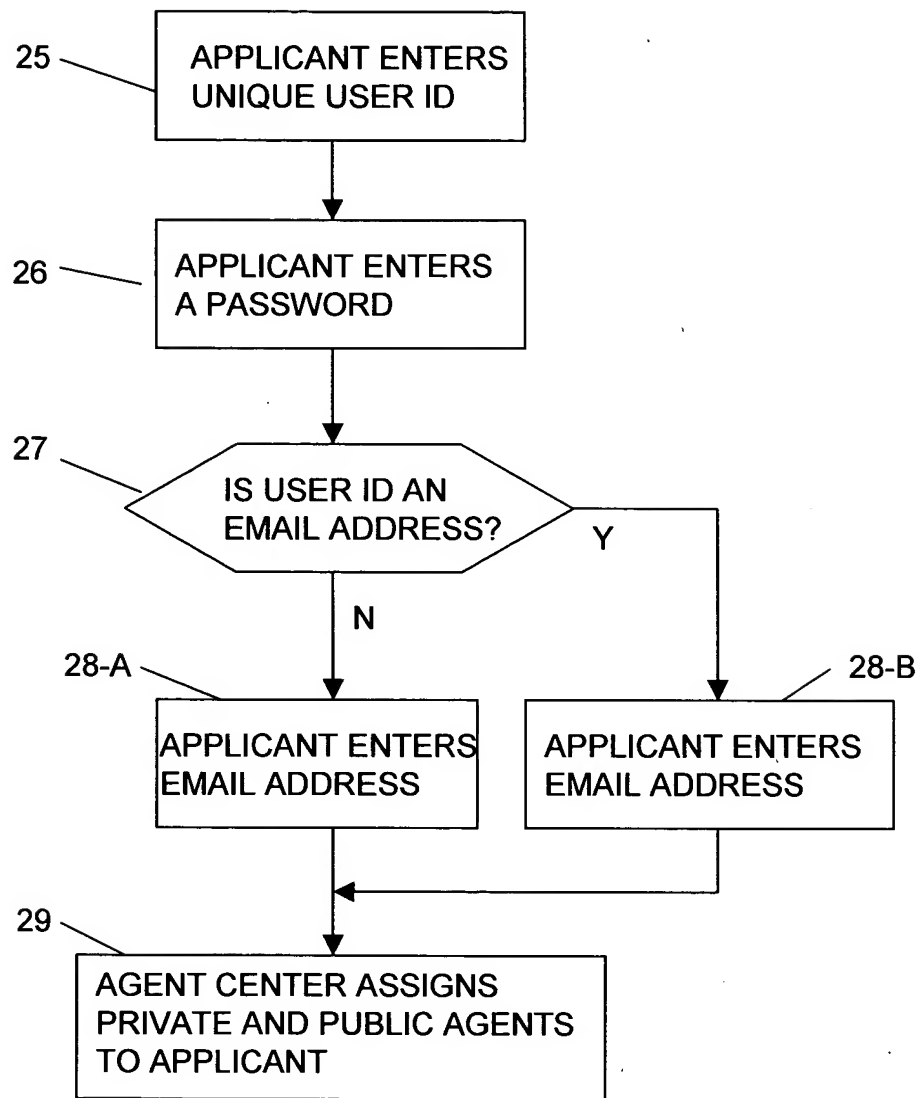 25
APPLICANT ENTERS
UNIQUE USER ID
26
APPLICANT ENTERS
A PASSWORD
27
IS USER ID AN
EMAIL ADDRESS?
Y
N
28-A
28-B
APPLICANT ENTERS
EMAIL ADDRESS
APPLICANT ENTERS
EMAIL ADDRESS
29
AGENT CENTER ASSIGNS
PRIVATE AND PUBLIC AGENTS
TO APPLICANT